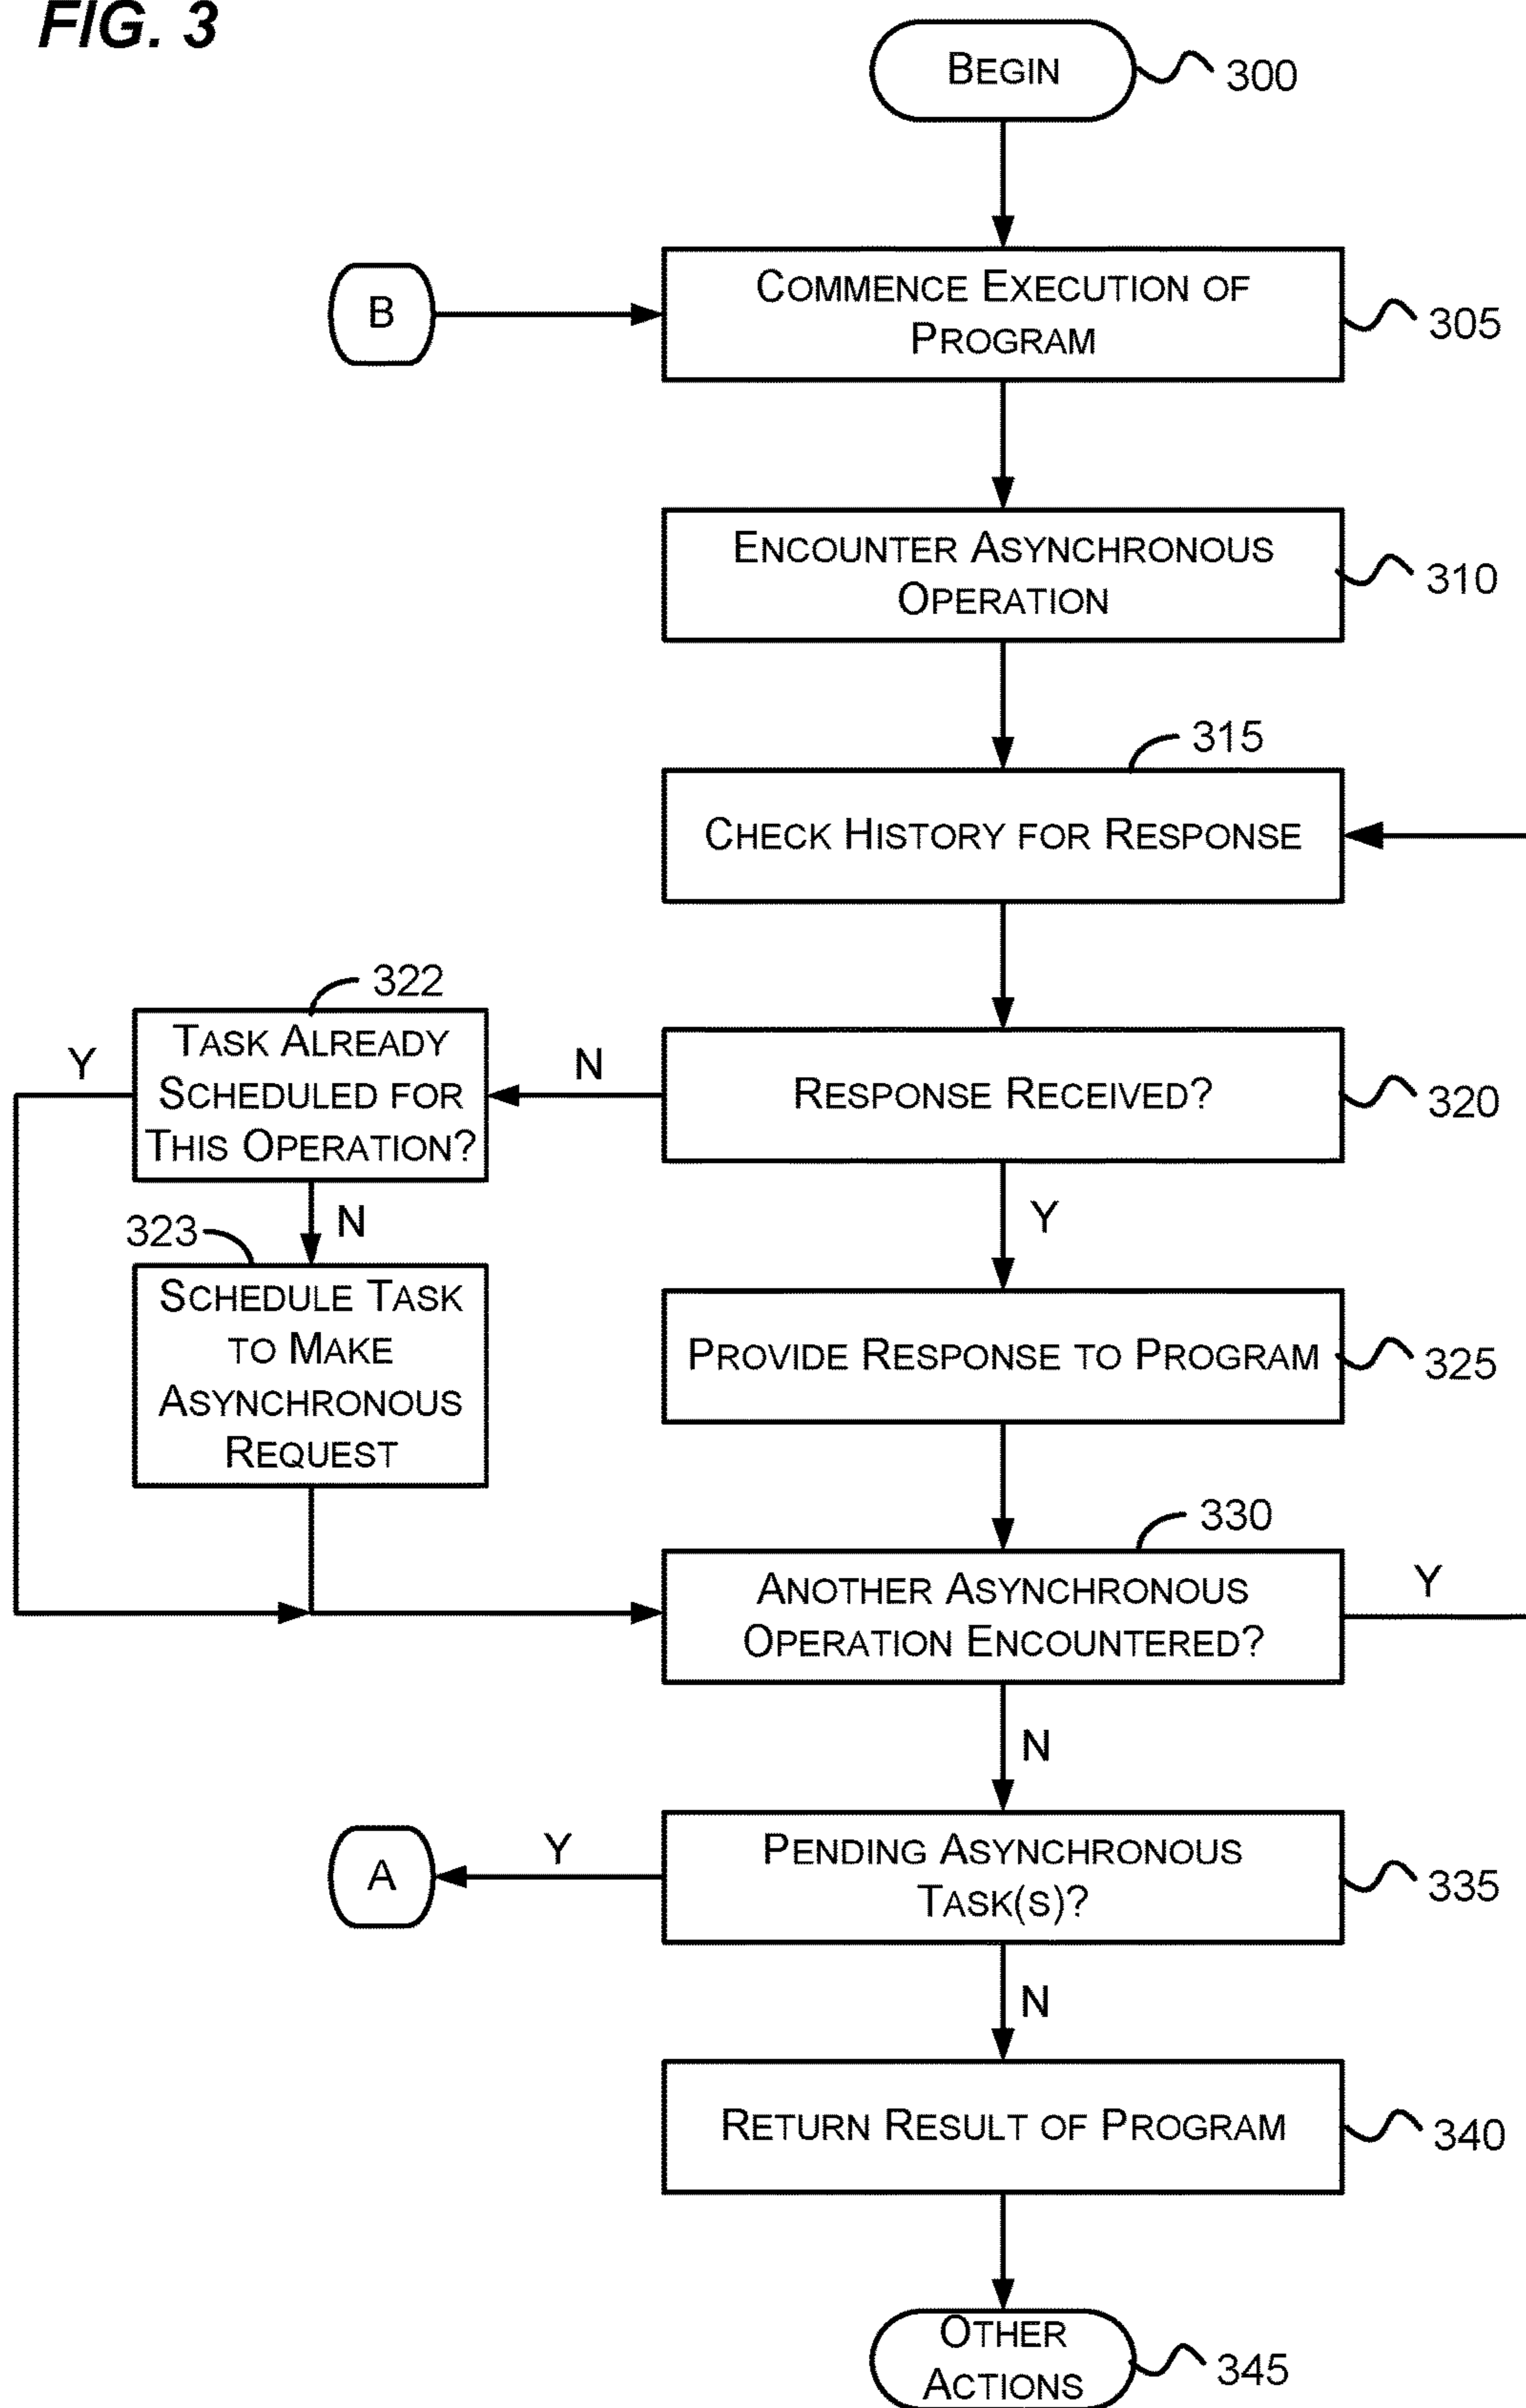 FIG. 3
BEGIN
300
B
COMMENCE EXECUTION OF
PROGRAM
305
ENCOUNTER ASYNCHRONOUS
OPERATION
310
315
CHECK HISTORY FOR RESPONSE
322
TASK ALREADY
SCHEDULED FOR
THIS OPERATION?
Y
N
RESPONSE RECEIVED?
320
N
Y
323
SCHEDULE TASK
TO MAKE
ASYNCHRONOUS
REQUEST
PROVIDE RESPONSE TO PROGRAM
325
330
ANOTHER ASYNCHRONOUS
OPERATION ENCOUNTERED?
Y
N
A
Y
PENDING ASYNCHRONOUS
TASK(S)?
335
N
RETURN RESULT OF PROGRAM
340
OTHER
ACTIONS
345